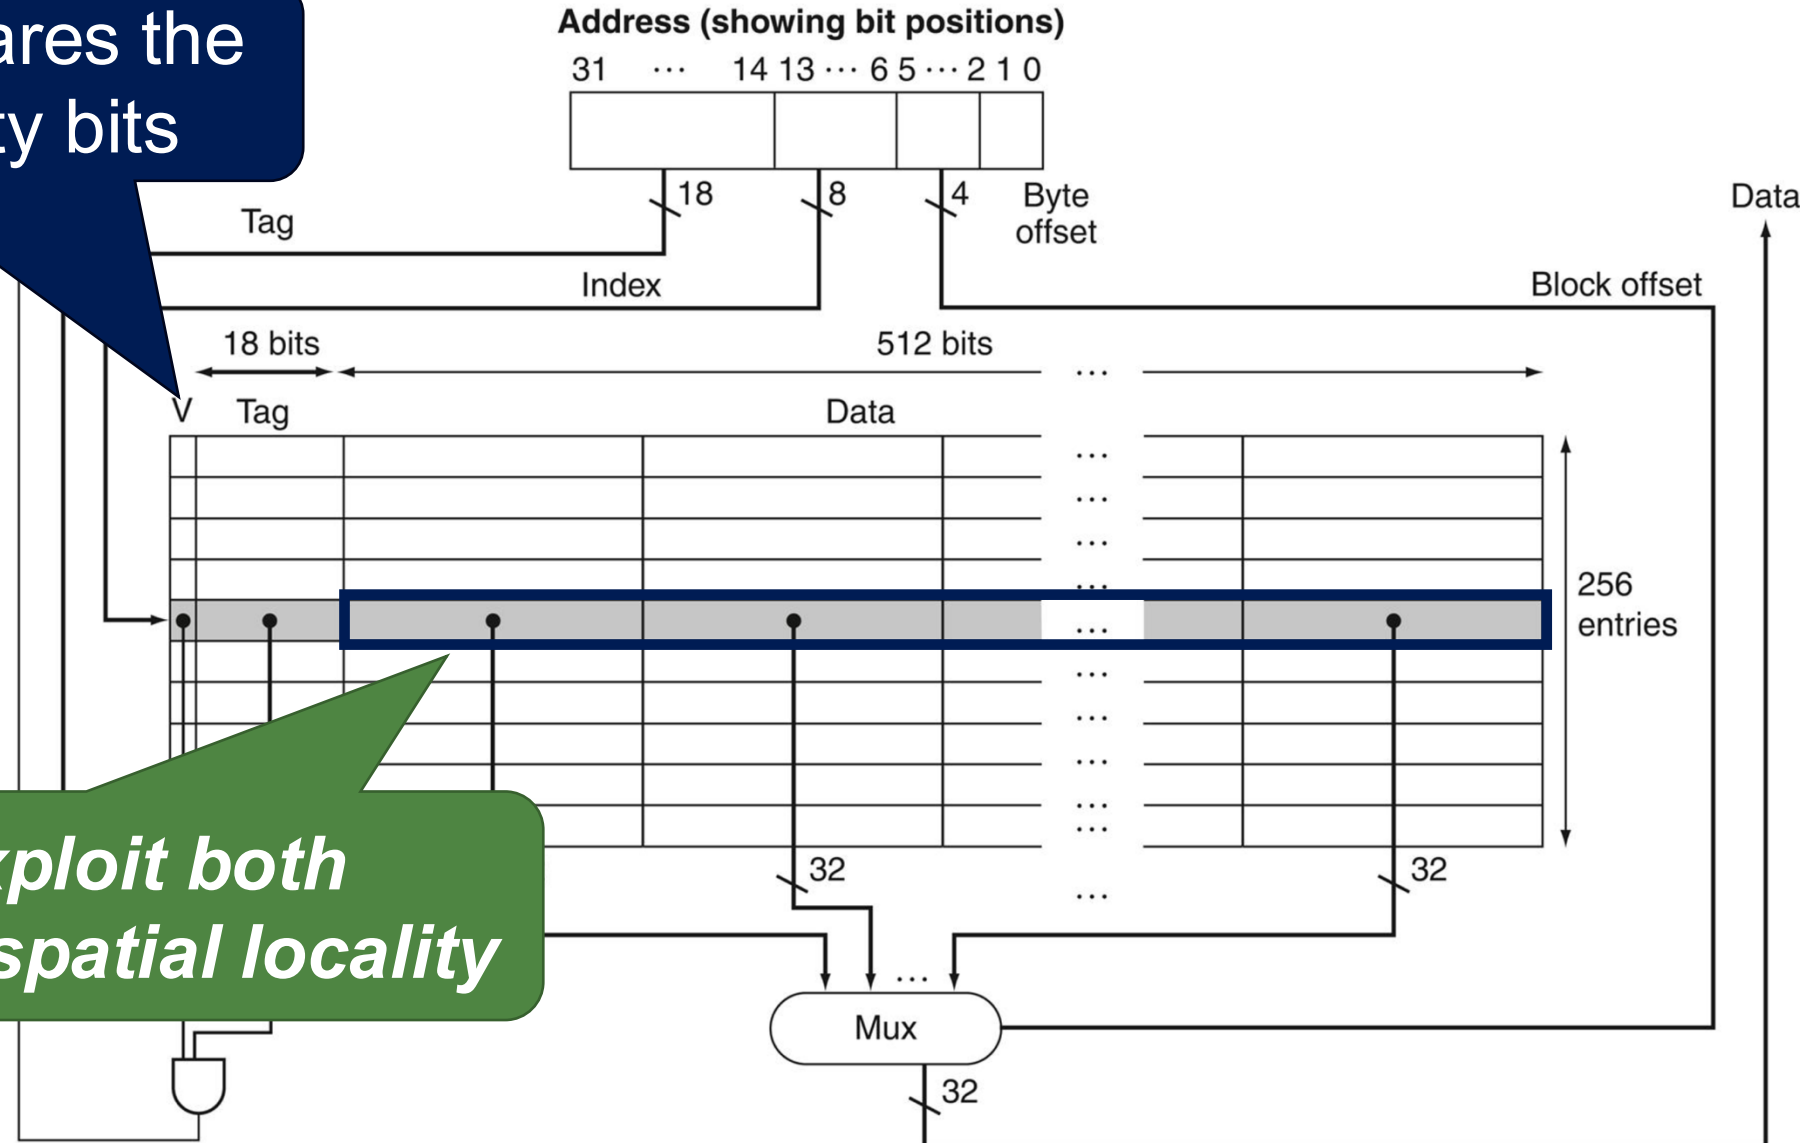 ares the
ty bits
Address (showing bit positions)
31 ... 14 13 ... 6 5 ... 2 1 0
18
8
4
Byte
offset
Data
Tag
Index
Block offset
18 bits
512 bits
...
V
Tag
Data
...
...
...
...
...
256
entries
...
...
...
...
...
xploit both
spatial locality
32
...
32
...
Mux
32